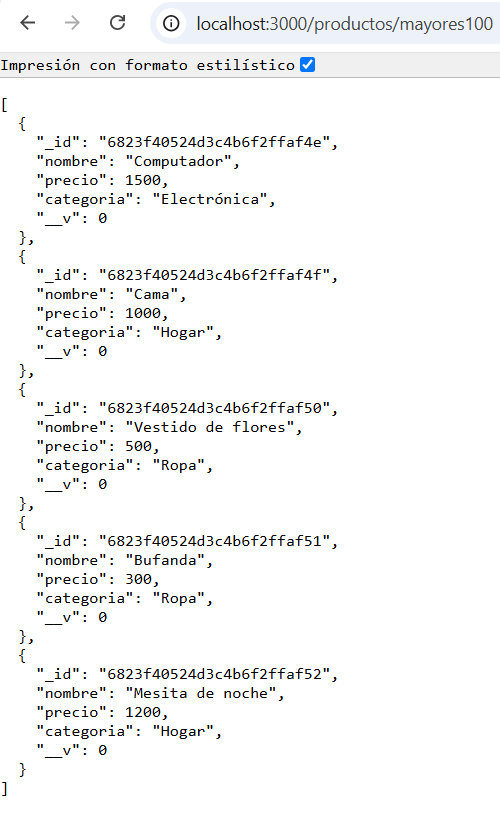 localhost:3000/productos/mayores100
Impresión con formato estilístico
[
  {
    "_id": "6823f40524d3c4b6f2ffaf4e",
    "nombre": "Computador",
    "precio": 1500,
    "categoria": "Electrónica",
    "__v": 0
  },
  {
    "_id": "6823f40524d3c4b6f2ffaf4f",
    "nombre": "Cama",
    "precio": 1000,
    "categoria": "Hogar",
    "__v": 0
  },
  {
    "_id": "6823f40524d3c4b6f2ffaf50",
    "nombre": "Vestido de flores",
    "precio": 500,
    "categoria": "Ropa",
    "__v": 0
  },
  {
    "_id": "6823f40524d3c4b6f2ffaf51",
    "nombre": "Bufanda",
    "precio": 300,
    "categoria": "Ropa",
    "__v": 0
  },
  {
    "_id": "6823f40524d3c4b6f2ffaf52",
    "nombre": "Mesita de noche",
    "precio": 1200,
    "categoria": "Hogar",
    "__v": 0
  }
]